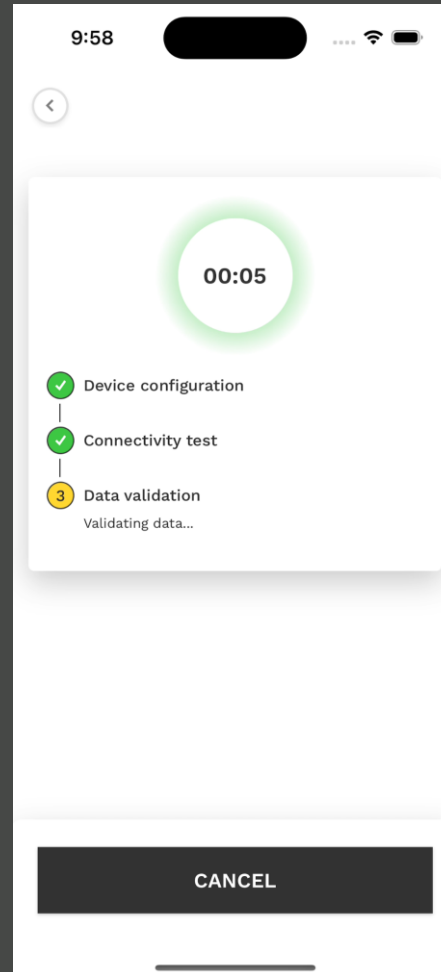 9:58
00:05
Device configuration
Connectivity test
3 Data validation
Validating data...
CANCEL